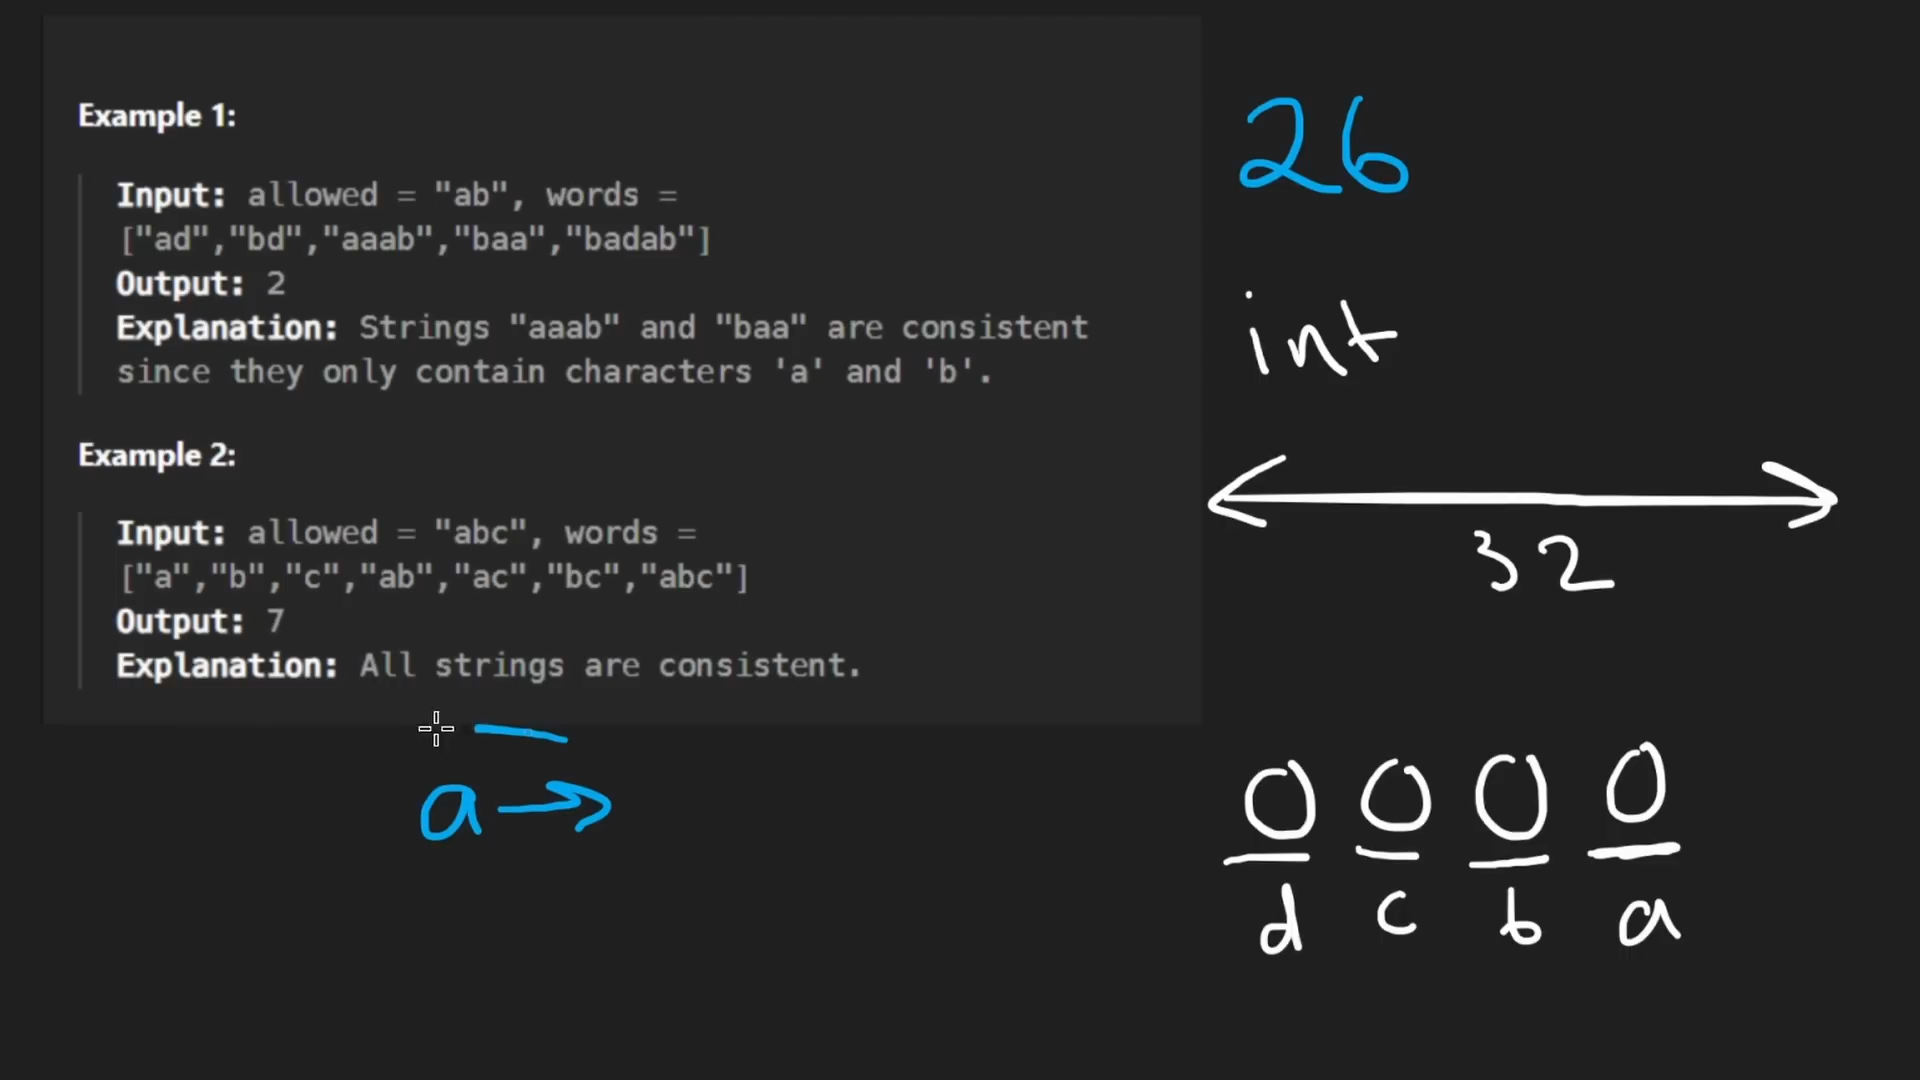 Example 1:
Input: allowed = "ab", words =
["ad","bd","aaab","baa","badab"]
Output: 2
Explanation: Strings "aaab" and "baa" are consistent
since they only contain characters 'a' and 'b'.
Example 2:
Input: allowed = "abc", words =
["a","b","c","ab","ac","bc","abc"]
Output: 7
Explanation: All strings are consistent.
a
26
int
32
0 0 0 0
d c b a